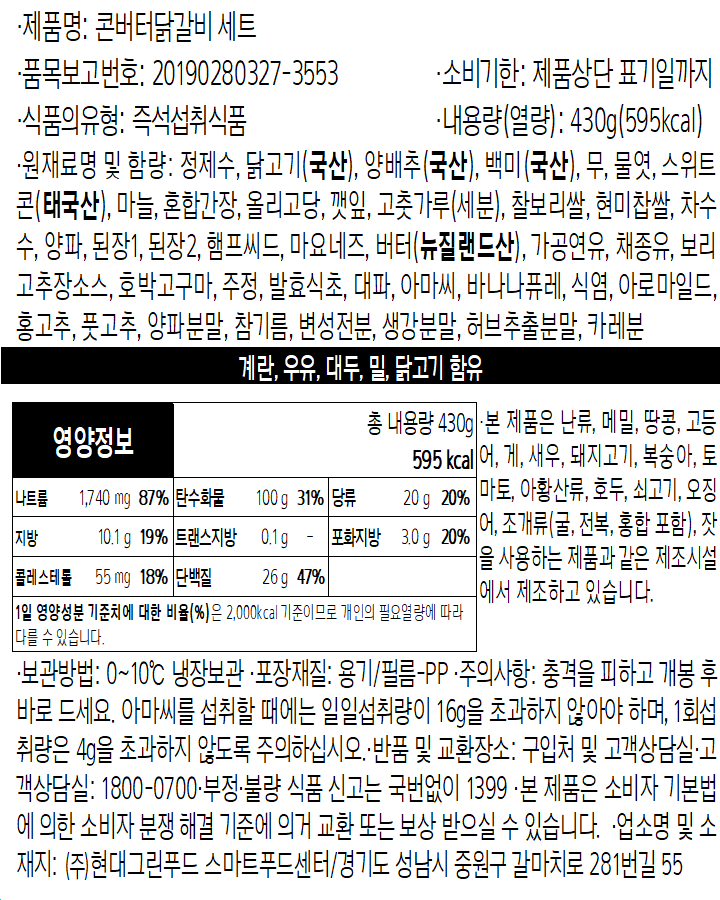 ·제품명: 콘버터닭갈비 세트
·품목보고번호: 20190280327-3553 ·소비기한: 제품상단 표기일까지
·식품의유형: 즉석섭취식품 ·내용량(열량): 430g(595kcal)
·원재료명 및 함량: 정제수, 닭고기(국산), 양배추(국산), 백미(국산), 무, 물엿, 스위트
콘(태국산), 마늘, 혼합간장, 올리고당, 깻잎, 고춧가루(세분), 찰보리쌀, 현미찹쌀, 차수
수, 양파, 된장1, 된장2, 햄프씨드, 마요네즈, 버터(뉴질랜드산), 가공연유, 채종유, 보리
고추장소스, 호박고구마, 주정, 발효식초, 대파, 아마씨, 바나나퓨레, 식염, 아로마일드,
홍고추, 풋고추, 양파분말, 참기름, 변성전분, 생강분말, 허브추출분말, 카레분
계란, 우유, 대두, 밀, 닭고기 함유
영양정보
총 내용량 430g
595 kcal
나트륨 1,740 mg 87% 탄수화물 100 g 31% 당류 20 g 20%
지방 10.1 g 19% 트랜스지방 0.1 g - 포화지방 3.0 g 20%
콜레스테롤 55 mg 18% 단백질 26 g 47%
1일 영양성분 기준치에 대한 비율(%)은 2,000kcal 기준이므로 개인의 필요열량에 따라
다를 수 있습니다.
·본 제품은 난류, 메밀, 땅콩, 고등
어, 게, 새우, 돼지고기, 복숭아, 토
마토, 아황산류, 호두, 쇠고기, 오징
어, 조개류(굴, 전복, 홍합 포함), 잣
을 사용하는 제품과 같은 제조시설
에서 제조하고 있습니다.
·보관방법: 0~10℃ 냉장보관 ·포장재질: 용기/필름-PP ·주의사항: 충격을 피하고 개봉 후
바로 드세요. 아마씨를 섭취할 때에는 일일섭취량이 16g을 초과하지 않아야 하며, 1회섭
취량은 4g을 초과하지 않도록 주의하십시오.·반품 및 교환장소: 구입처 및 고객상담실·고
객상담실: 1800-0700·부정·불량 식품 신고는 국번없이 1399 ·본 제품은 소비자 기본법
에 의한 소비자 분쟁 해결 기준에 의거 교환 또는 보상 받으실 수 있습니다. ·업소명 및 소
재지: (주)현대그린푸드 스마트푸드센터/경기도 성남시 중원구 갈마치로 281번길 55